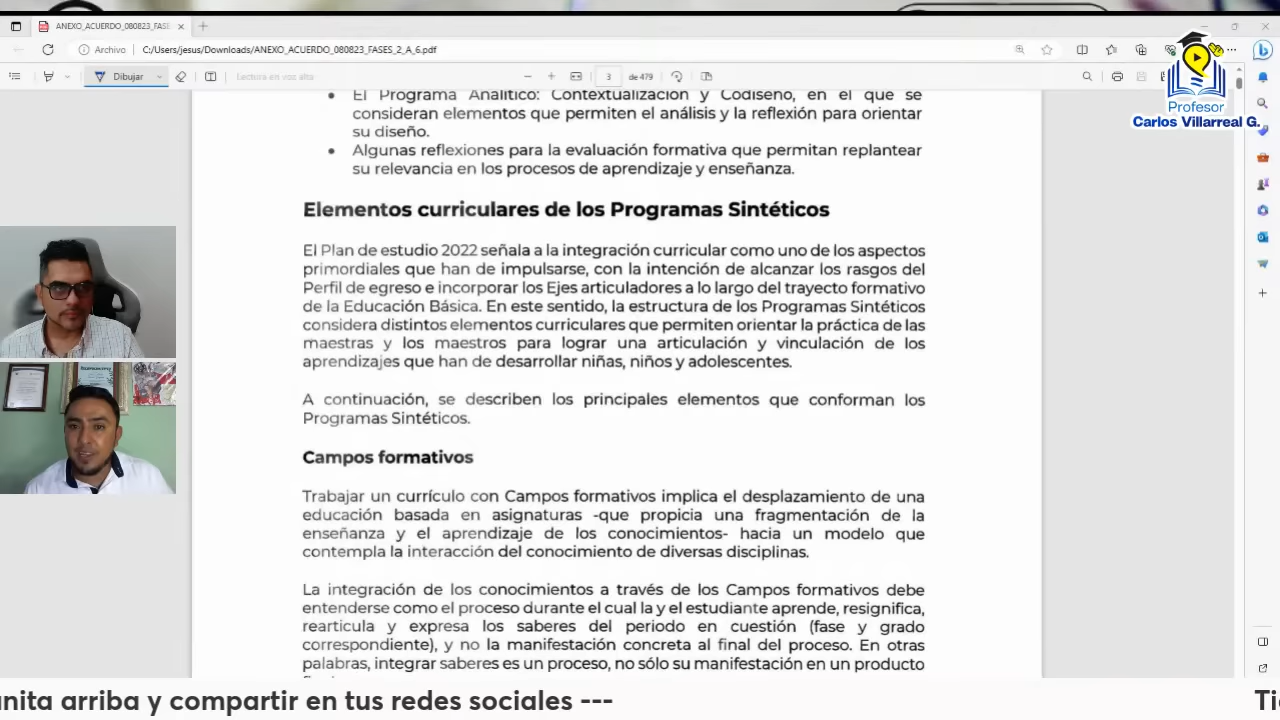 ANEXO_ACUERDO_080823_FASE
Archivo
C:/Users/jesus/Downloads/ANEXO_ACUERDO_080823_FASES_2_A_6.pdf
Dibujar
Lectura en voz alta
3
de 479
Profesor
Carlos Villarreal G.
El Programa Analítico: Contextualización y Codiseño, en el que se
consideran elementos que permiten el análisis y la reflexión para orientar
su diseño.
Algunas reflexiones para la evaluación formativa que permitan replantear
su relevancia en los procesos de aprendizaje y enseñanza.
Elementos curriculares de los Programas Sintéticos
El Plan de estudio 2022 señala a la integración curricular como uno de los aspectos
primordiales que han de impulsarse, con la intención de alcanzar los rasgos del
Perfil de egreso e incorporar los Ejes articuladores a lo largo del trayecto formativo
de la Educación Básica. En este sentido, la estructura de los Programas Sintéticos
considera distintos elementos curriculares que permiten orientar la práctica de las
maestras y los maestros para lograr una articulación y vinculación de los
aprendizajes que han de desarrollar niñas, niños y adolescentes.
A continuación, se describen los principales elementos que conforman los
Programas Sintéticos.
Campos formativos
Trabajar un currículo con Campos formativos implica el desplazamiento de una
educación basada en asignaturas -que propicia una fragmentación de la
enseñanza y el aprendizaje de los conocimientos- hacia un modelo que
contempla la interacción del conocimiento de diversas disciplinas.
La integración de los conocimientos a través de los Campos formativos debe
entenderse como el proceso durante el cual la y el estudiante aprende, resignifica,
rearticula y expresa los saberes del periodo en cuestión (fase y grado
correspondiente), y no la manifestación concreta al final del proceso. En otras
palabras, integrar saberes es un proceso, no sólo su manifestación en un producto
anita arriba y compartir en tus redes sociales ---
Ti